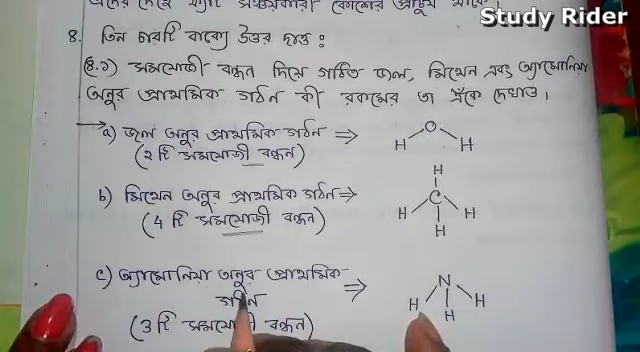 Study Rider
৪. তিন চারটি বাক্যে উত্তর দাও :
(৪.১) সমযোজী বন্ধন দিয়ে গঠিত জল, মিথেন এবং অ্যামোনিয়া
অনুর প্রাথমিক গঠন কী রকমের তা এঁকে দেখাও।
→ a) জল অনুর প্রাথমিক গঠন ⇒
(২ টি সমযোজী বন্ধন)
O
H H
b) মিথেন অনুর প্রাথমিক গঠন ⇒
(4 টি সমযোজী বন্ধন)
H
C
H H
H
c) অ্যামোনিয়া অনুর প্রাথমিক
গঠন ⇒
(3 টি সমযোজী বন্ধন)
N
H H H